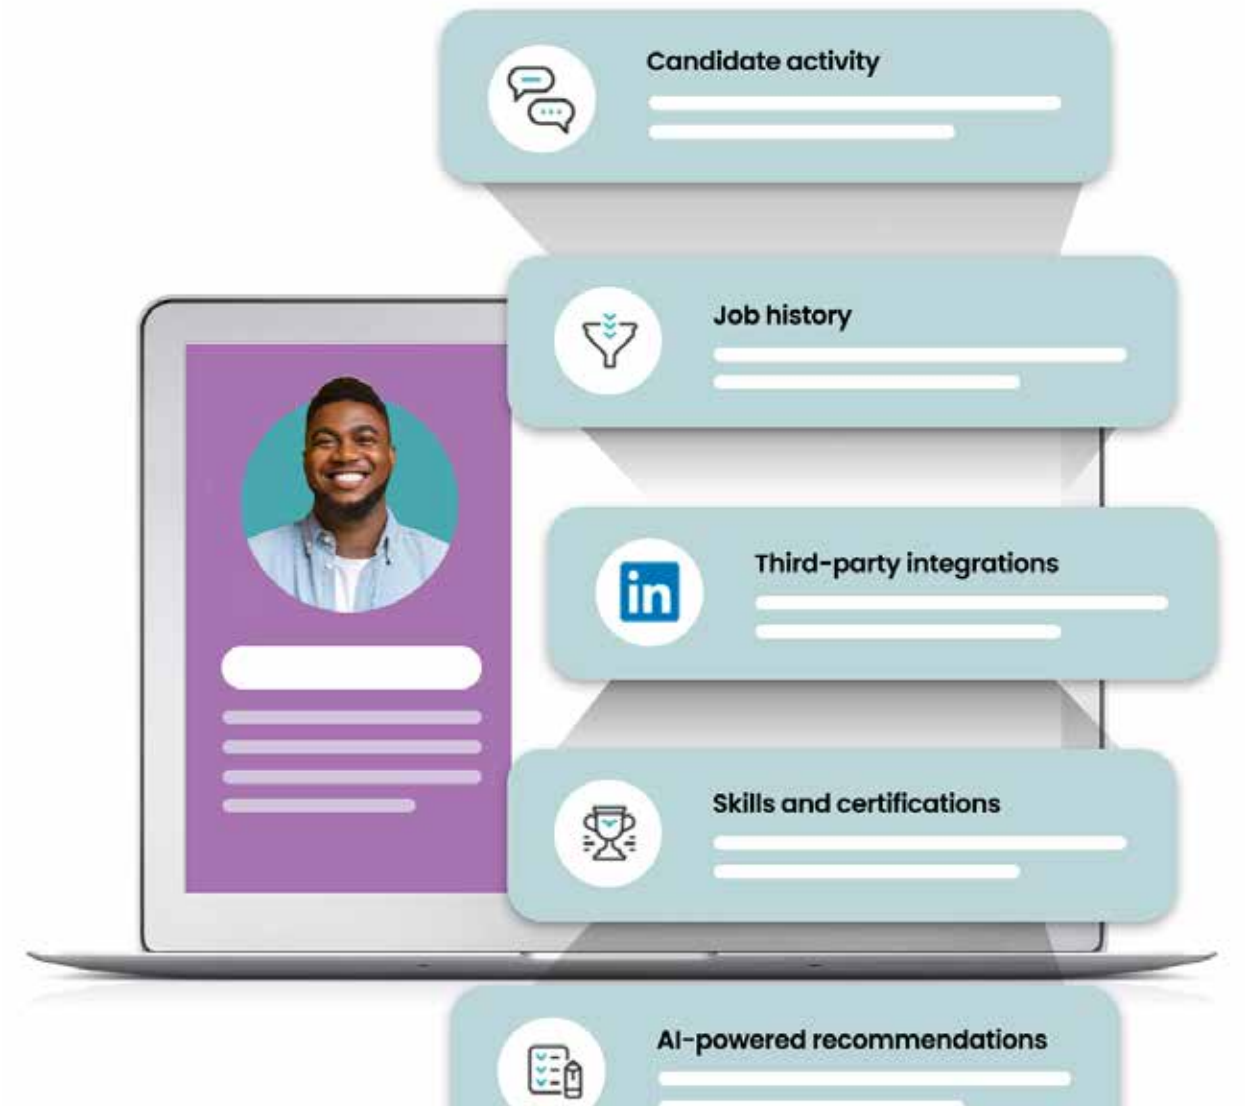 Candidate activity
Job history
in
Third-party integrations
Skills and certifications
AI-powered recommendations